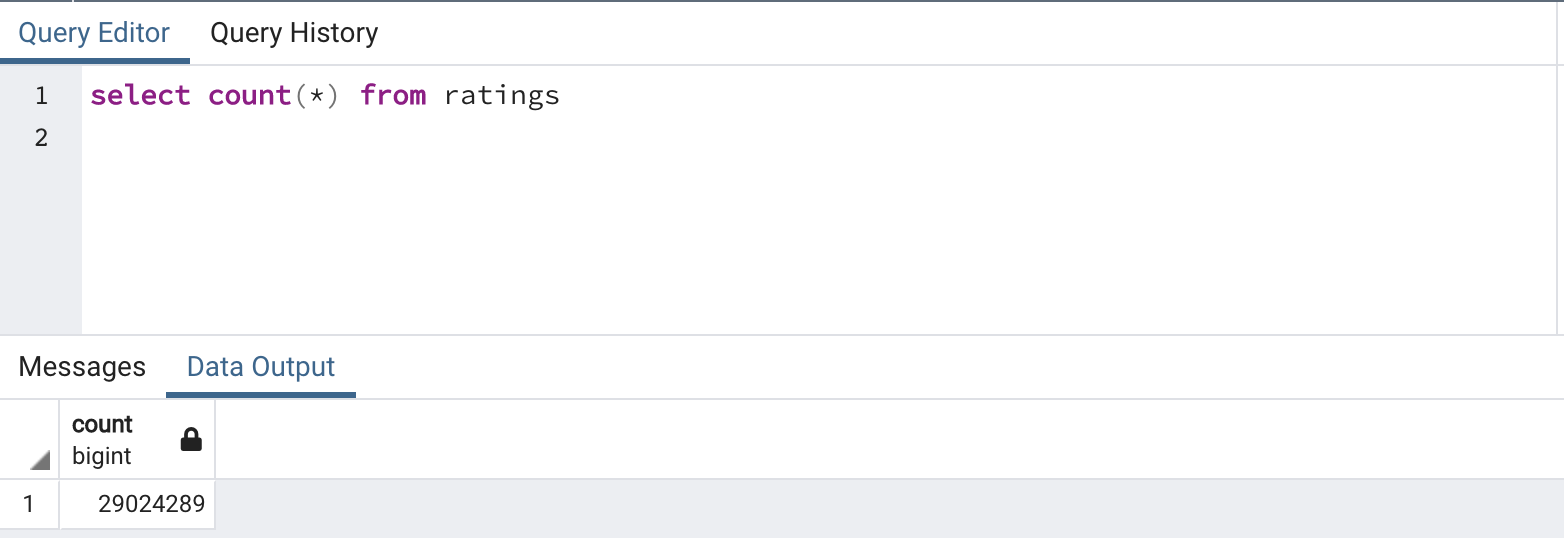 Query Editor Query History
1 select count(*) from ratings
2
Messages Data Output
count
bigint
1 29024289